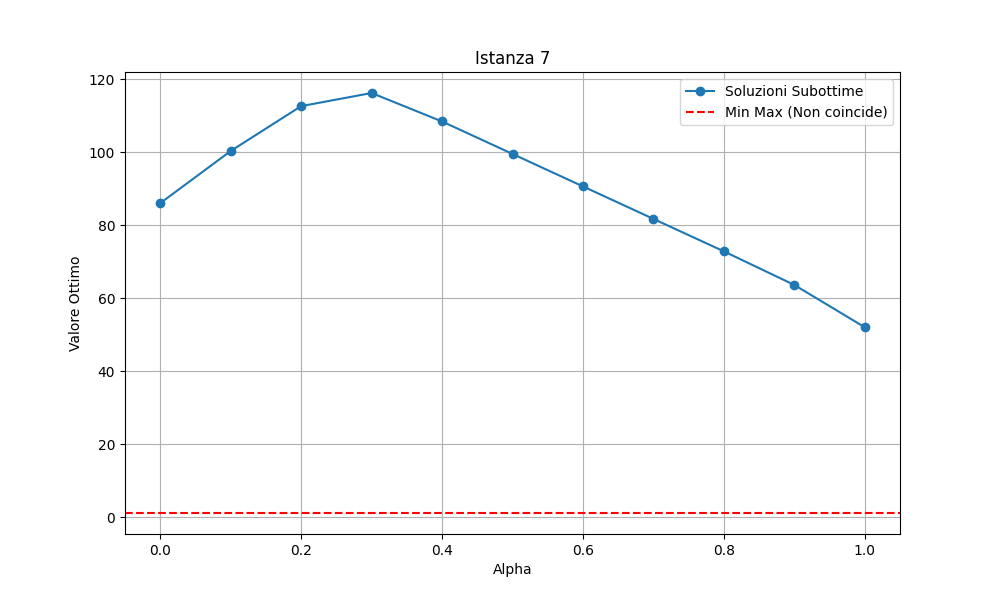 Istanza 7
Soluzioni Subottime
Min Max (Non coincide)
Valore Ottimo
120
100
80
60
40
20
0
0.0 0.2 0.4 0.6 0.8 1.0
Alpha